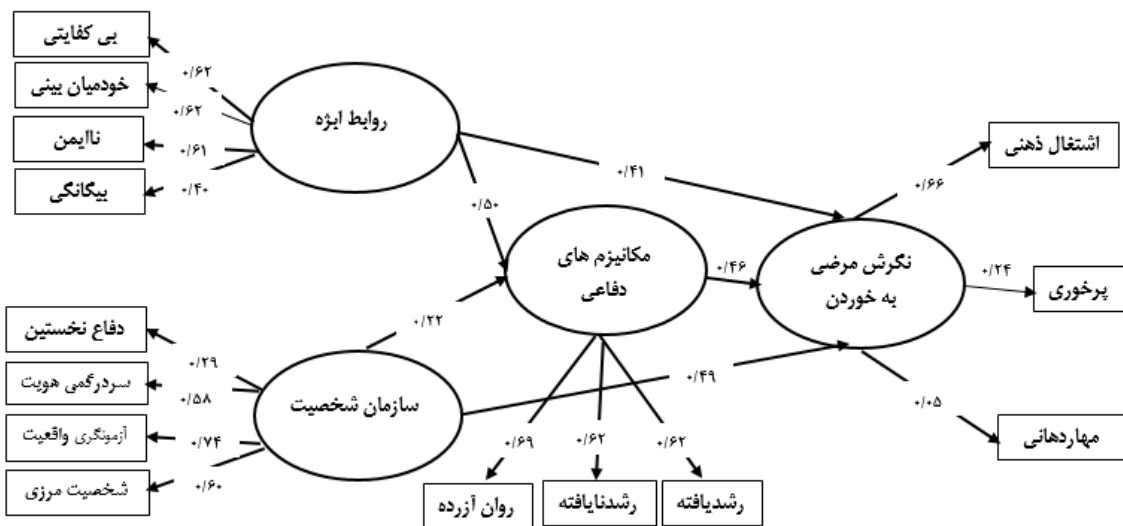 بی کفایتی
خودمیان بینی
ناایمن
بیگانگی
۰/۶۲
۰/۶۲
۰/۶۱
۰/۴۰
روابط ابژه
۰/۴۱
۰/۵۰
اشتغال ذهنی
۰/۶۶
مکانیزم های
دفاعی
۰/۴۶
نگرش مرضی
به خوردن
۰/۲۴
پرخوری
۰/۰۵
مهاردهانی
دفاع نخستین
سردرگمی هویت
آزمونگری واقعیت
شخصیت مرزی
۰/۲۹
۰/۵۸
۰/۷۴
۰/۶۰
سازمان شخصیت
۰/۲۲
۰/۴۹
۰/۶۹
۰/۶۲
۰/۶۲
روان آزرده
رشدنایافته
رشدیافته